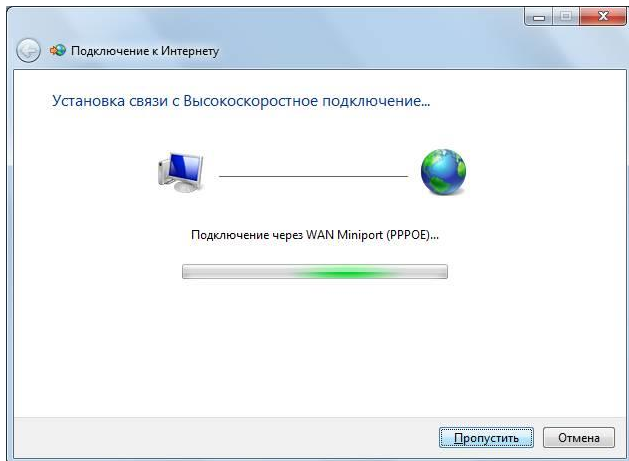 Подключение к Интернету
Установка связи с Высокоскоростное подключение...
Подключение через WAN Miniport (PPPOE)...
Пропустить
Отмена